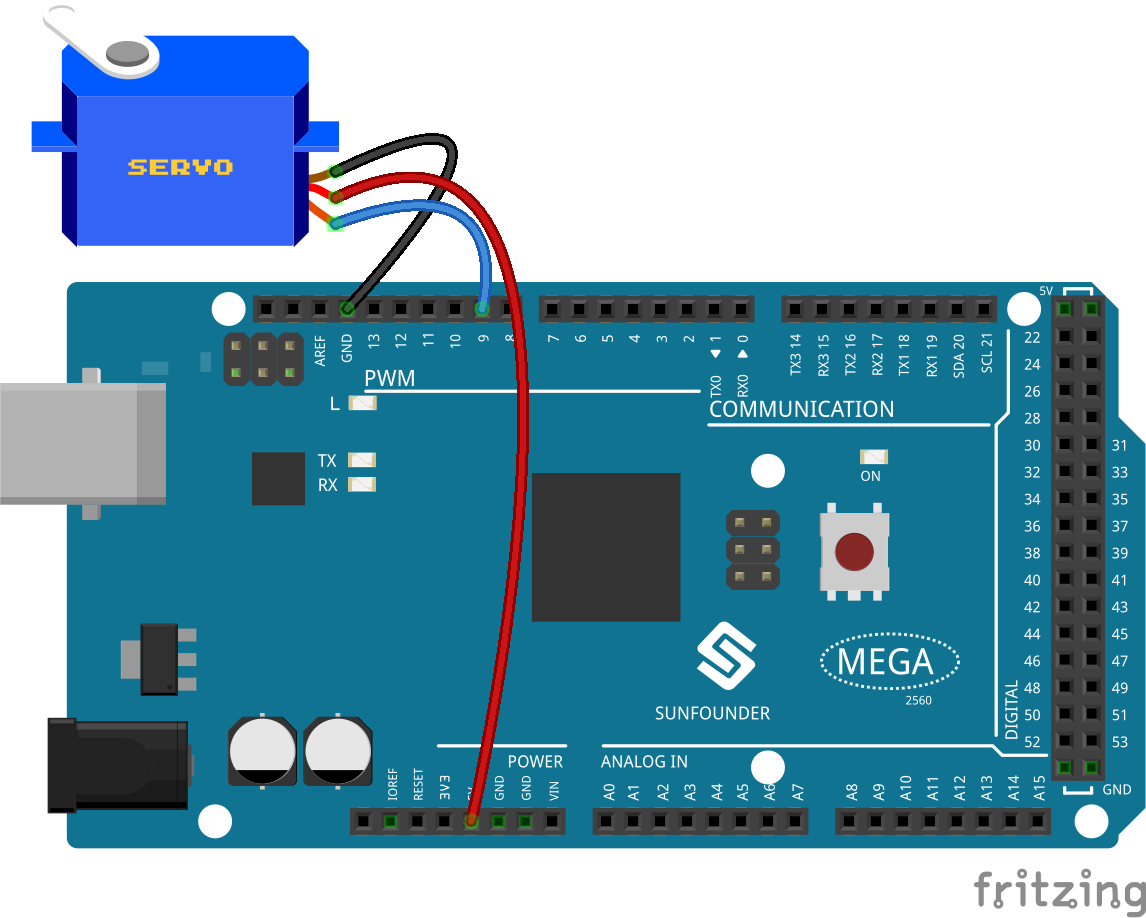 SERVO
5V
AREF GND 13 12 11 10 9 8 7 6 5 4 3 2 1 0
TX0 RX0
TX3 14 RX3 15 TX2 16 RX2 17 TX1 18 RX1 19 SDA 20 SCL 21
PWM
COMMUNICATION
L
TX
RX
ON
22
24
26
28
30 31
32 33
34 35
36 37
38 39
40 41
42 43
44 45
46 47
48 49
50 51
52 53
DIGITAL
GND
MEGA
2560
SUNFOUNDER
POWER
ANALOG IN
IOREF RESET 3V3 GND GND VIN
A0 A1 A2 A3 A4 A5 A6 A7 A8 A9 A10 A11 A12 A13 A14 A15
fritzing